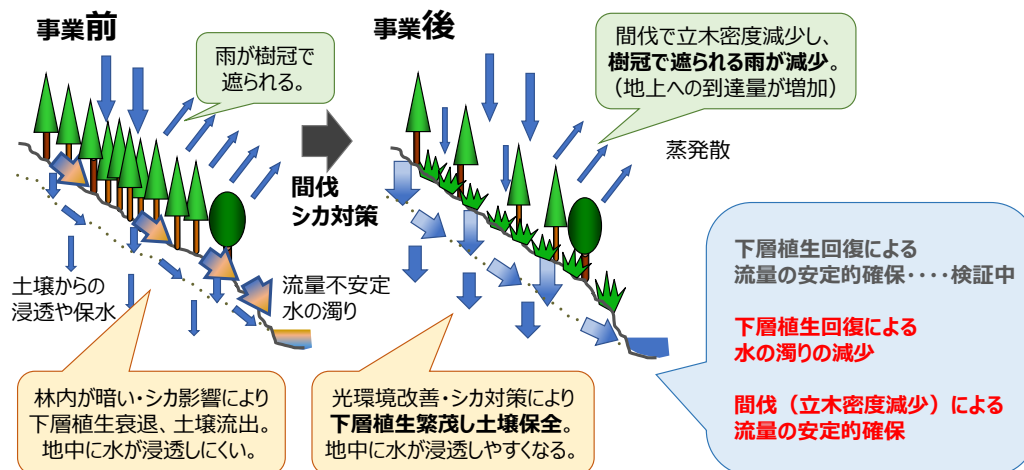 事業前
雨が樹冠で
遮られる。
土壌からの
浸透や保水
流量不安定
水の濁り
林内が暗い・シカ影響により
下層植生衰退、土壌流出。
地中に水が浸透しにくい。
間伐
シカ対策
事業後
間伐で立木密度減少し、
樹冠で遮られる雨が減少。
（地上への到達量が増加）
蒸発散
光環境改善・シカ対策により
下層植生繁茂し土壌保全。
地中に水が浸透しやすくなる。
下層植生回復による
流量の安定的確保・・・・検証中
下層植生回復による
水の濁りの減少
間伐（立木密度減少）による
流量の安定的確保